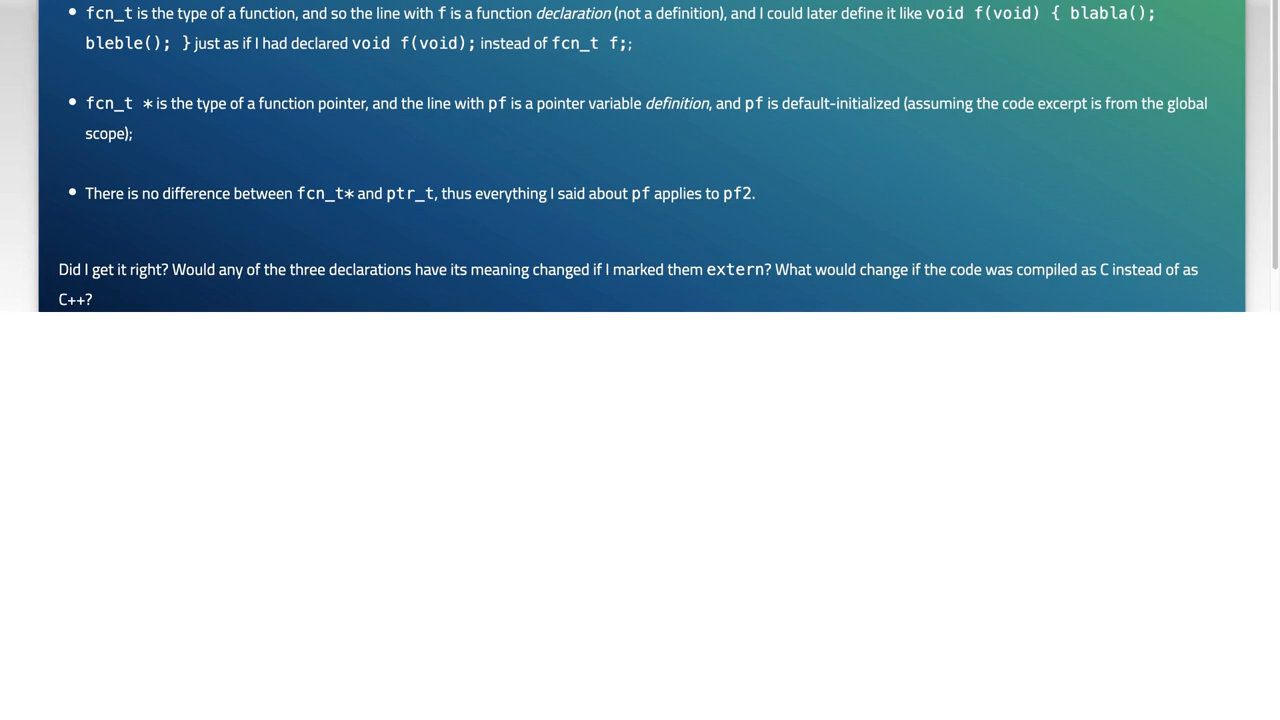 • fcn_t is the type of a function, and so the line with f is a function declaration (not a definition), and I could later define it like void f(void) { blabla();
bleble(); } just as if I had declared void f(void); instead of fcn_t f;;
• fcn_t * is the type of a function pointer, and the line with pf is a pointer variable definition, and pf is default-initialized (assuming the code excerpt is from the global
scope);
• There is no difference between fcn_t* and ptr_t, thus everything I said about pf applies to pf2.
Did I get it right? Would any of the three declarations have its meaning changed if I marked them extern? What would change if the code was compiled as C instead of as
C++?